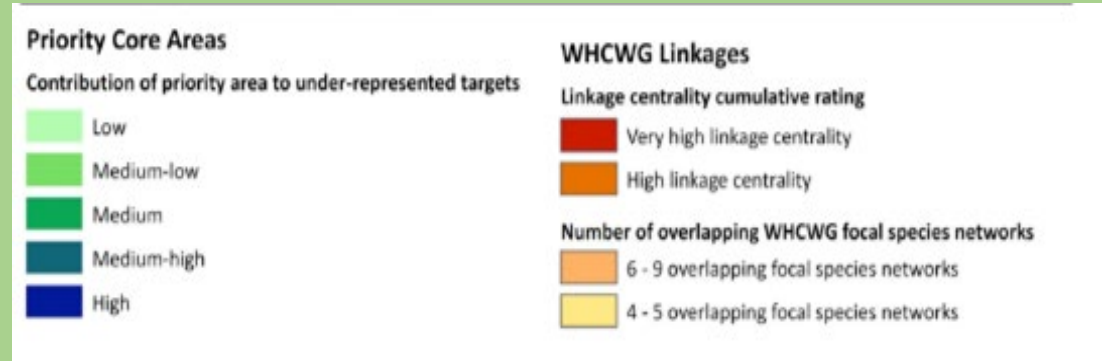 Priority Core Areas
Contribution of priority area to under-represented targets
Low
Medium-low
Medium
Medium-high
High
WHCWG Linkages
Linkage centrality cumulative rating
Very high linkage centrality
High linkage centrality
Number of overlapping WHCWG focal species networks
6 - 9 overlapping focal species networks
4 - 5 overlapping focal species networks